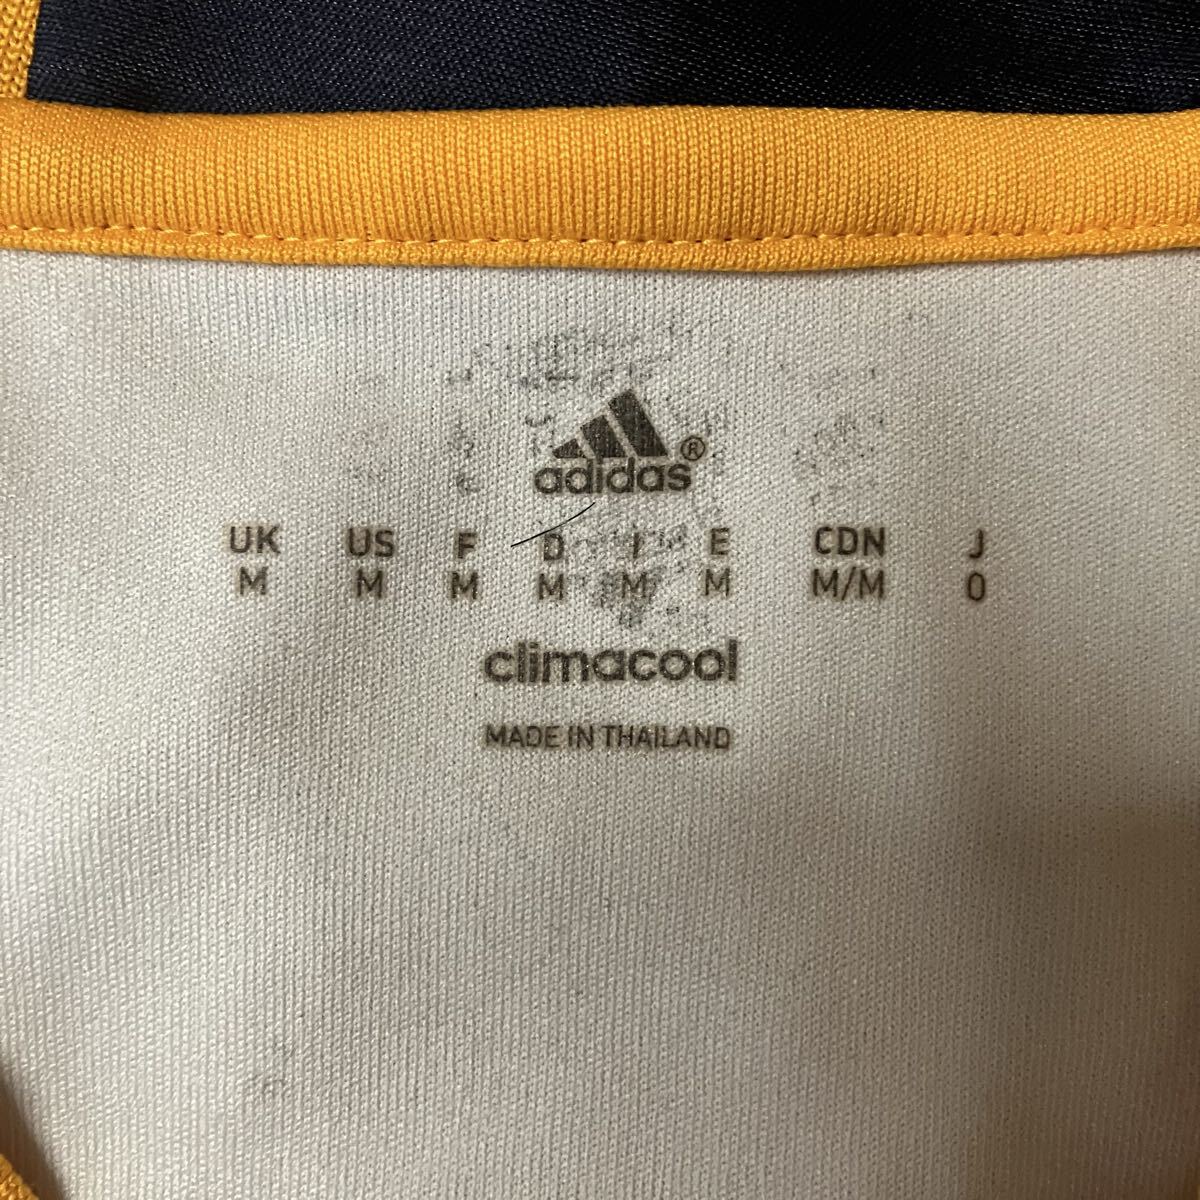 adidas®
UK US F D I E CDN J
M M M M M M M/M O
climacool
MADE IN THAILAND